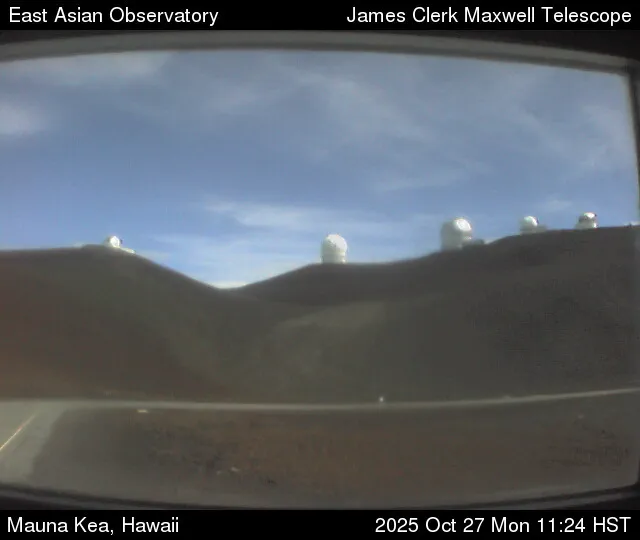 East Asian Observatory
James Clerk Maxwell Telescope
Mauna Kea, Hawaii
2025 Oct 27 Mon 11:24 HST